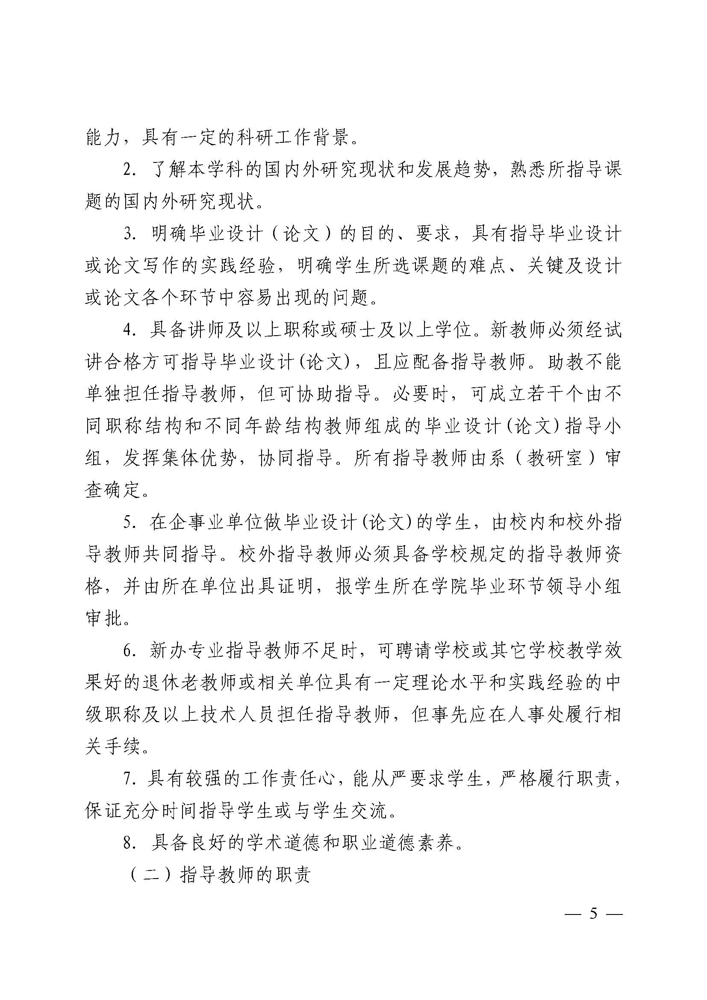 能力，具有一定的科研工作背景。
2. 了解本学科的国内外研究现状和发展趋势，熟悉所指导课
题的国内外研究现状。
3. 明确毕业设计（论文）的目的、要求，具有指导毕业设计
或论文写作的实践经验，明确学生所选课题的难点、关键及设计
或论文各个环节中容易出现的问题。
4. 具备讲师及以上职称或硕士及以上学位。新教师必须经试
讲合格方可指导毕业设计(论文)，且应配备指导教师。助教不能
单独担任指导教师，但可协助指导。必要时，可成立若干个由不
同职称结构和不同年龄结构教师组成的毕业设计(论文)指导小
组，发挥集体优势，协同指导。所有指导教师由系（教研室）审
查确定。
5. 在企事业单位做毕业设计(论文)的学生，由校内和校外指
导教师共同指导。校外指导教师必须具备学校规定的指导教师资
格，并由所在单位出具证明，报学生所在学院毕业环节领导小组
审批。
6. 新办专业指导教师不足时，可聘请学校或其它学校教学效
果好的退休老教师或相关单位具有一定理论水平和实践经验的中
级职称及以上技术人员担任指导教师，但事先应在人事处履行相
关手续。
7. 具有较强的工作责任心，能从严要求学生，严格履行职责，
保证充分时间指导学生或与学生交流。
8. 具备良好的学术道德和职业道德素养。
（二）指导教师的职责
— 5 —